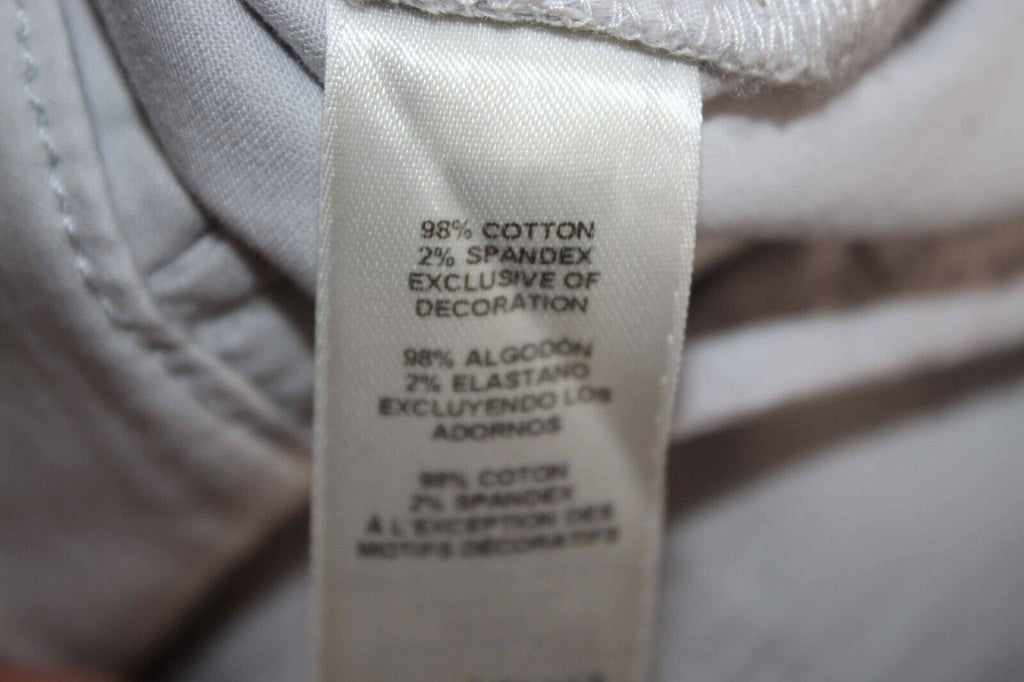 98% COTTON
2% SPANDEX
EXCLUSIVE OF
DECORATION
98% ALGODÓN
2% ELASTANO
EXCLUYENDO LOS
ADORNOS
98% COTON
2% SPANDEX
À L'EXCEPTION DES
MOTIFS DÉCORATIFS